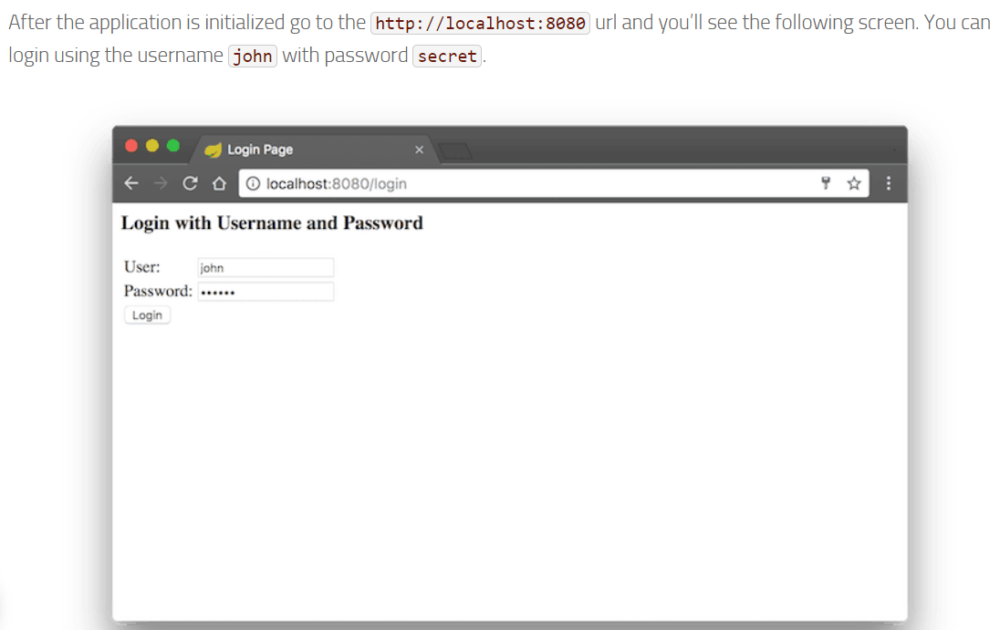 After the application is initialized go to the http://localhost:8080 url and you'll see the following screen. You can
login using the username john with password secret.
Login Page
localhost:8080/login
Login with Username and Password
User: john
Password: ••••••
Login